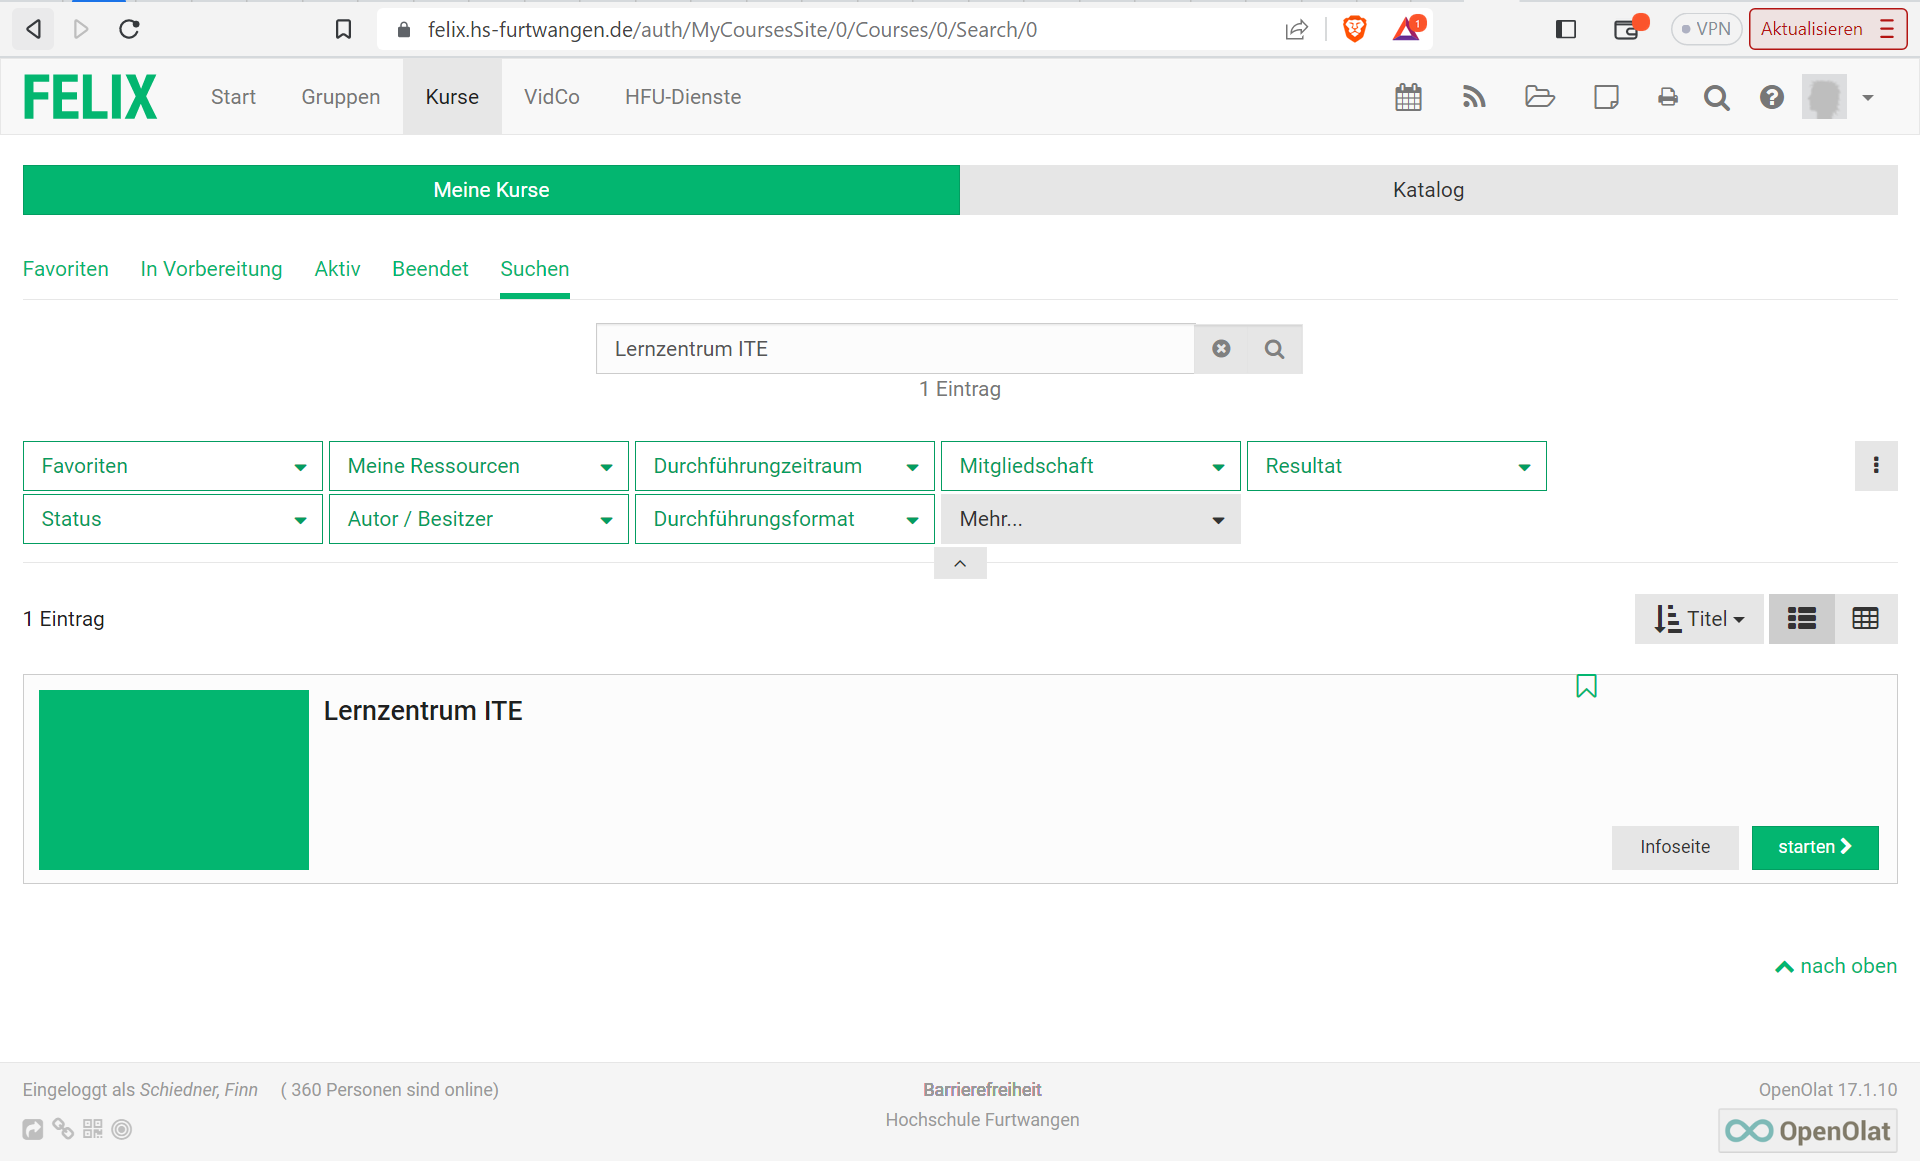 felix.hs-furtwangen.de/auth/MyCoursesSite/0/Courses/0/Search/0
1
VPN
Aktualisieren
FELIX
Start
Gruppen
Kurse
VidCo
HFU-Dienste
Meine Kurse
Katalog
Favoriten
In Vorbereitung
Aktiv
Beendet
Suchen
Lernzentrum ITE
1 Eintrag
Favoriten
Meine Ressourcen
Durchführungzeitraum
Mitgliedschaft
Resultat
Status
Autor / Besitzer
Durchführungsformat
Mehr...
1 Eintrag
Titel
Lernzentrum ITE
Infoseite
starten
nach oben
Eingeloggt als Schiedner, Finn
( 360 Personen sind online)
Barrierefreiheit
OpenOlat 17.1.10
Hochschule Furtwangen
OpenOlat